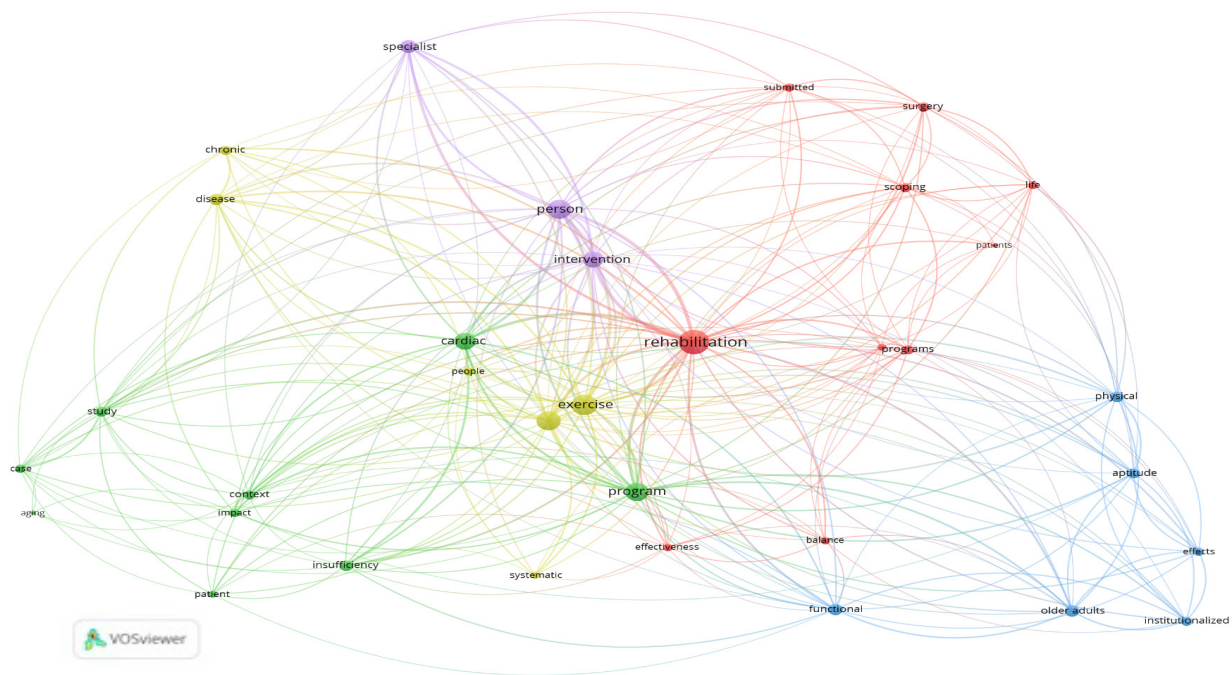 specialist
submitted
surgery
chronic
scoping
life
disease
person
patients
intervention
cardiac
rehabilitation
programs
people
exercise
physical
study
case
aptitude
context
program
aging
impact
balance
effectiveness
effects
insufficiency
systematic
patient
functional
older adults
institutionalized
VOSviewer